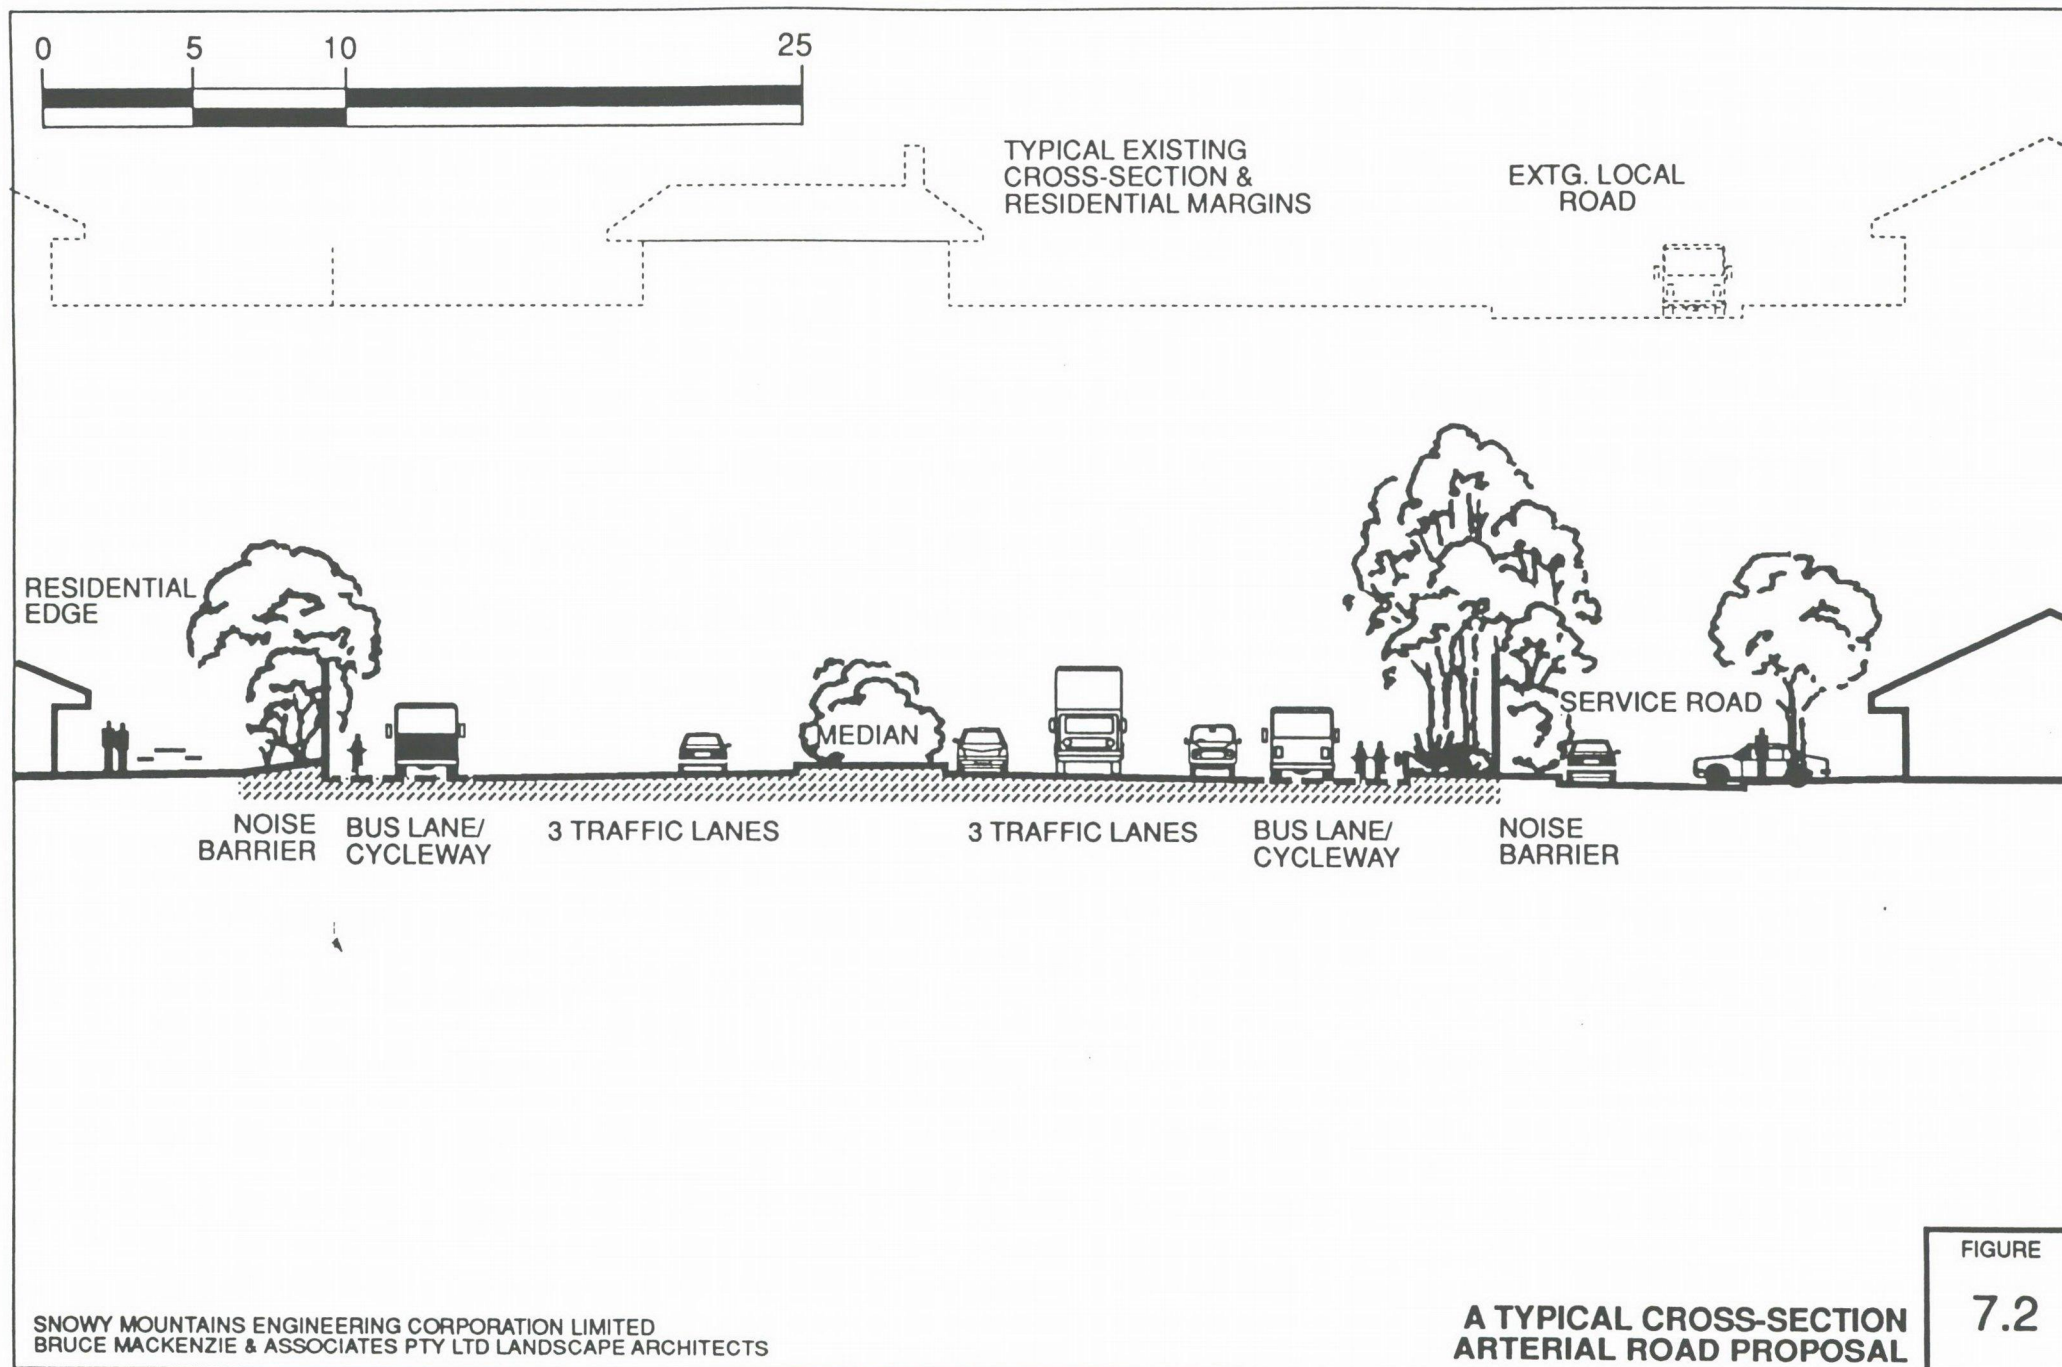 0 5 10 25
TYPICAL EXISTING
CROSS-SECTION &
RESIDENTIAL MARGINS
EXTG. LOCAL
ROAD
RESIDENTIAL
EDGE
MEDIAN
SERVICE ROAD
NOISE
BARRIER
BUS LANE/
CYCLEWAY
3 TRAFFIC LANES
3 TRAFFIC LANES
BUS LANE/
CYCLEWAY
NOISE
BARRIER
SNOWY MOUNTAINS ENGINEERING CORPORATION LIMITED
BRUCE MACKENZIE & ASSOCIATES PTY LTD LANDSCAPE ARCHITECTS
A TYPICAL CROSS-SECTION
ARTERIAL ROAD PROPOSAL
FIGURE
7.2